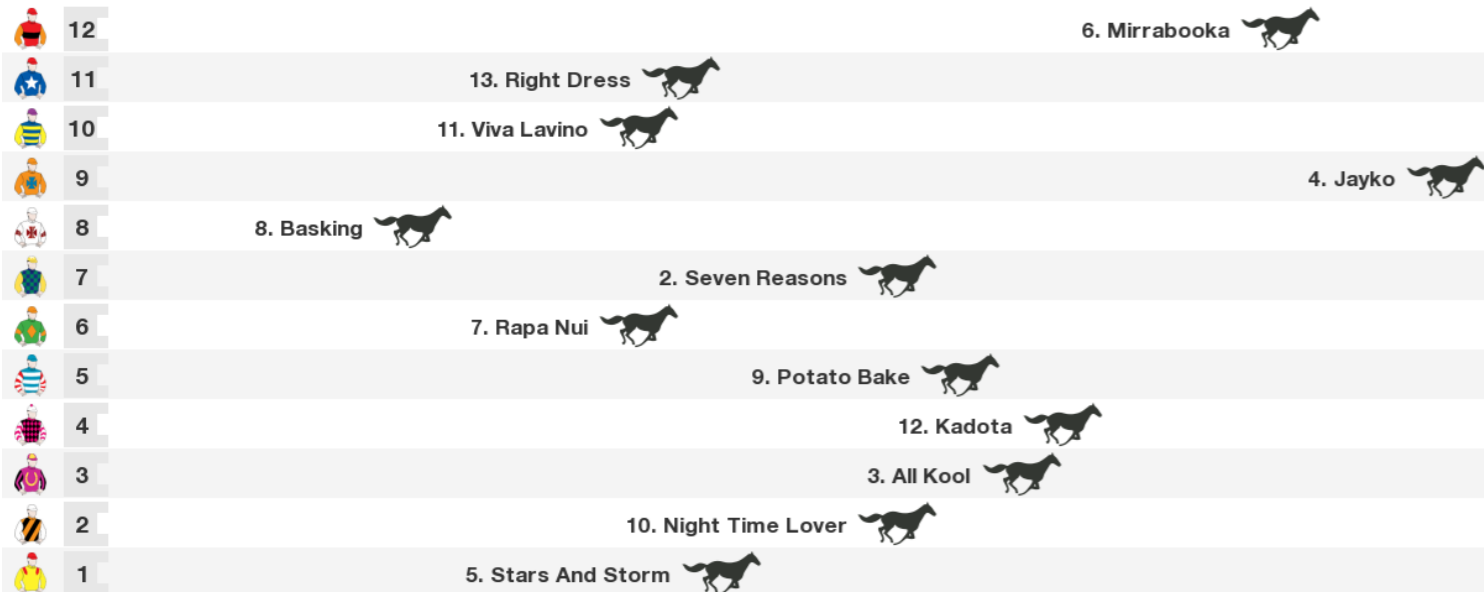 12 6. Mirrabooka
11 13. Right Dress
10 11. Viva Lavino
9 4. Jayko
8 8. Basking
7 2. Seven Reasons
6 7. Rapa Nui
5 9. Potato Bake
4 12. Kadota
3 3. All Kool
2 10. Night Time Lover
1 5. Stars And Storm